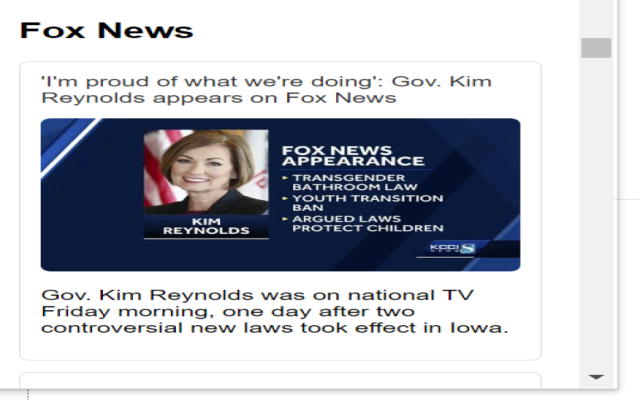 Fox News
'I'm proud of what we're doing': Gov. Kim
Reynolds appears on Fox News
FOX NEWS
APPEARANCE
TRANSGENDER
BATHROOM LAW
YOUTH TRANSITION
BAN
ARGUED LAWS
PROTECT CHILDREN
KIM
REYNOLDS
KCCI 8
NEWS
Gov. Kim Reynolds was on national TV
Friday morning, one day after two
controversial new laws took effect in Iowa.